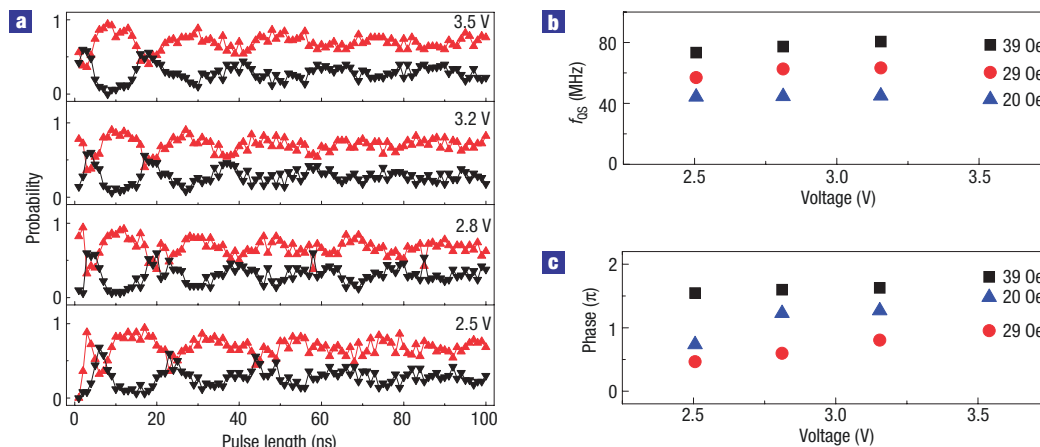 a
1
3.5 V
0
1
3.2 V
0
1
2.8 V
0
1
2.5 V
0
Probability
0 20 40 60 80 100
Pulse length (ns)
b
80
40
0
fQS (MHz)
39 Oe
29 Oe
20 Oe
2.5 3.0 3.5
Voltage (V)
c
2
1
0
Phase (π)
39 Oe
20 Oe
29 Oe
2.5 3.0 3.5
Voltage (V)